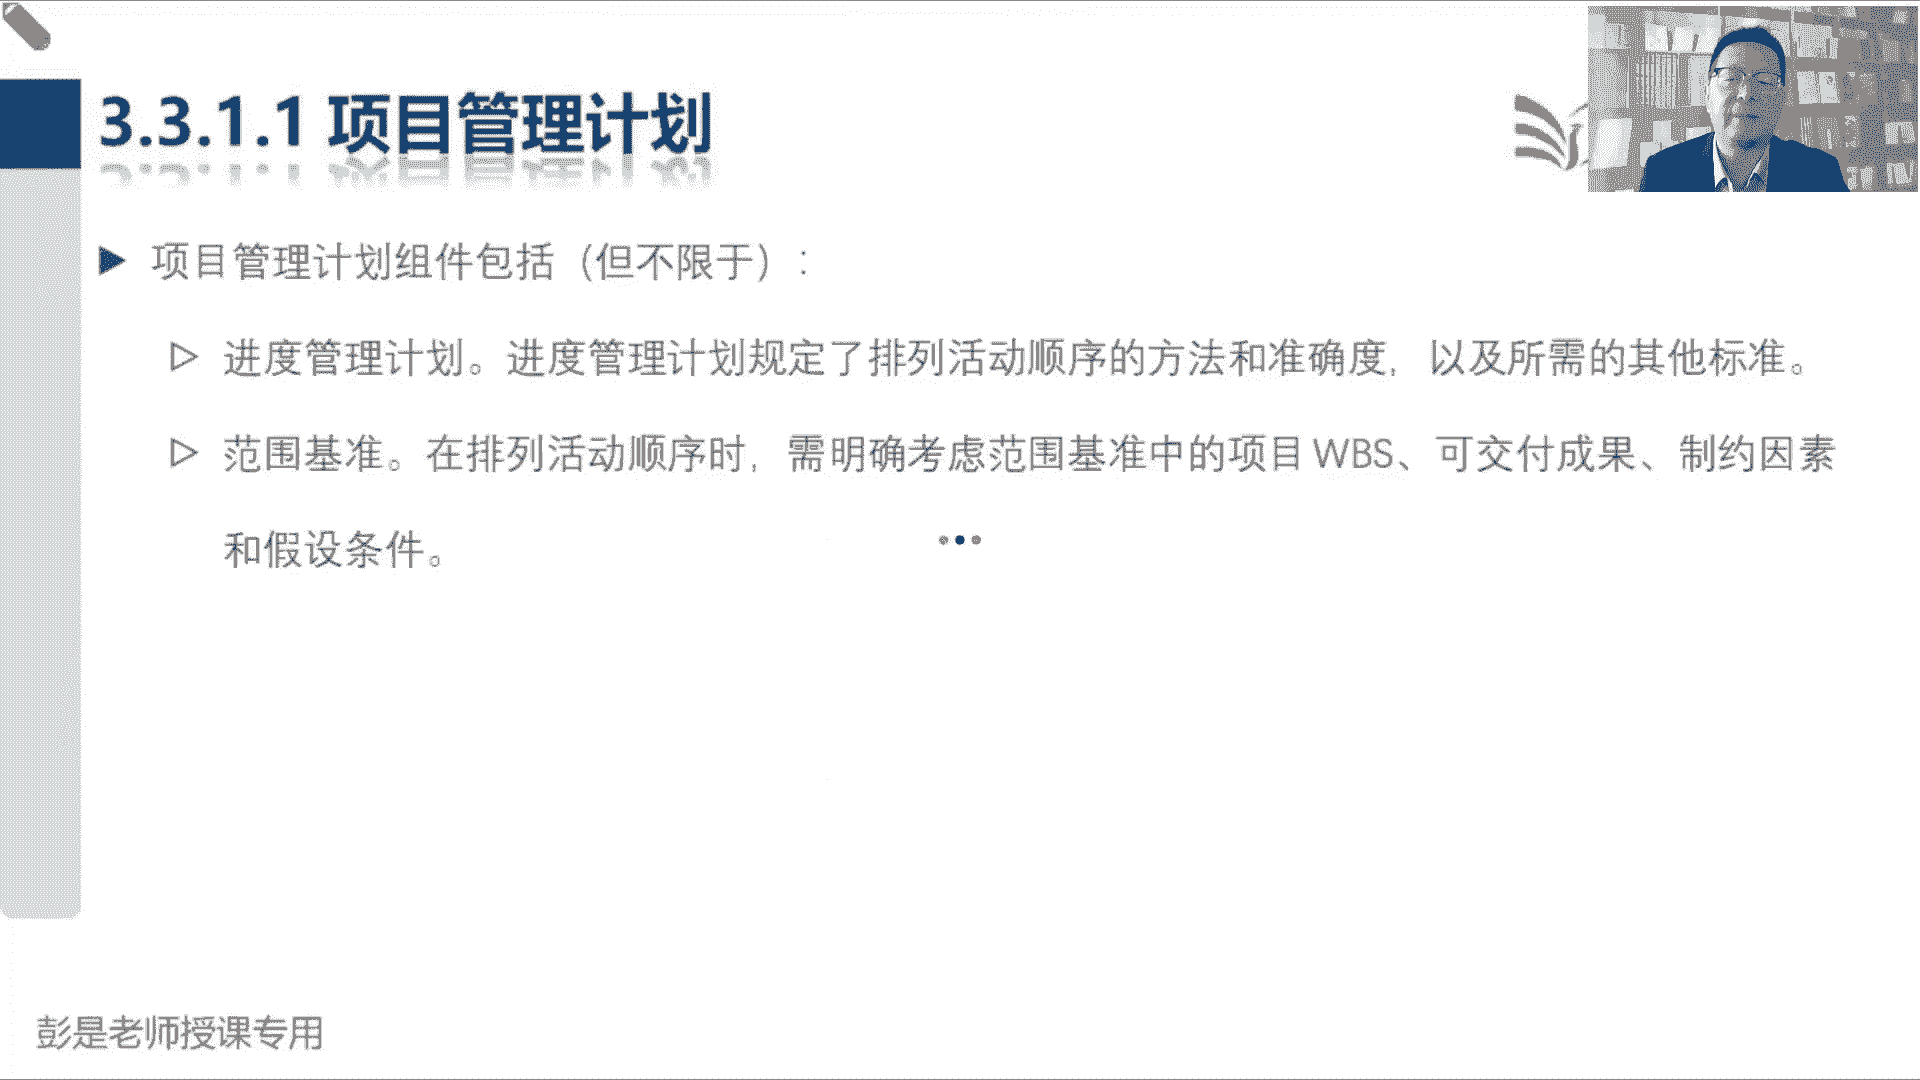 3.3.1.1 项目管理计划
项目管理计划组件包括（但不限于）：
进度管理计划。进度管理计划规定了排列活动顺序的方法和准确度，以及所需的其他标准。
范围基准。在排列活动顺序时，需明确考虑范围基准中的项目 WBS、可交付成果、制约因素
和假设条件。
彭是老师授课专用